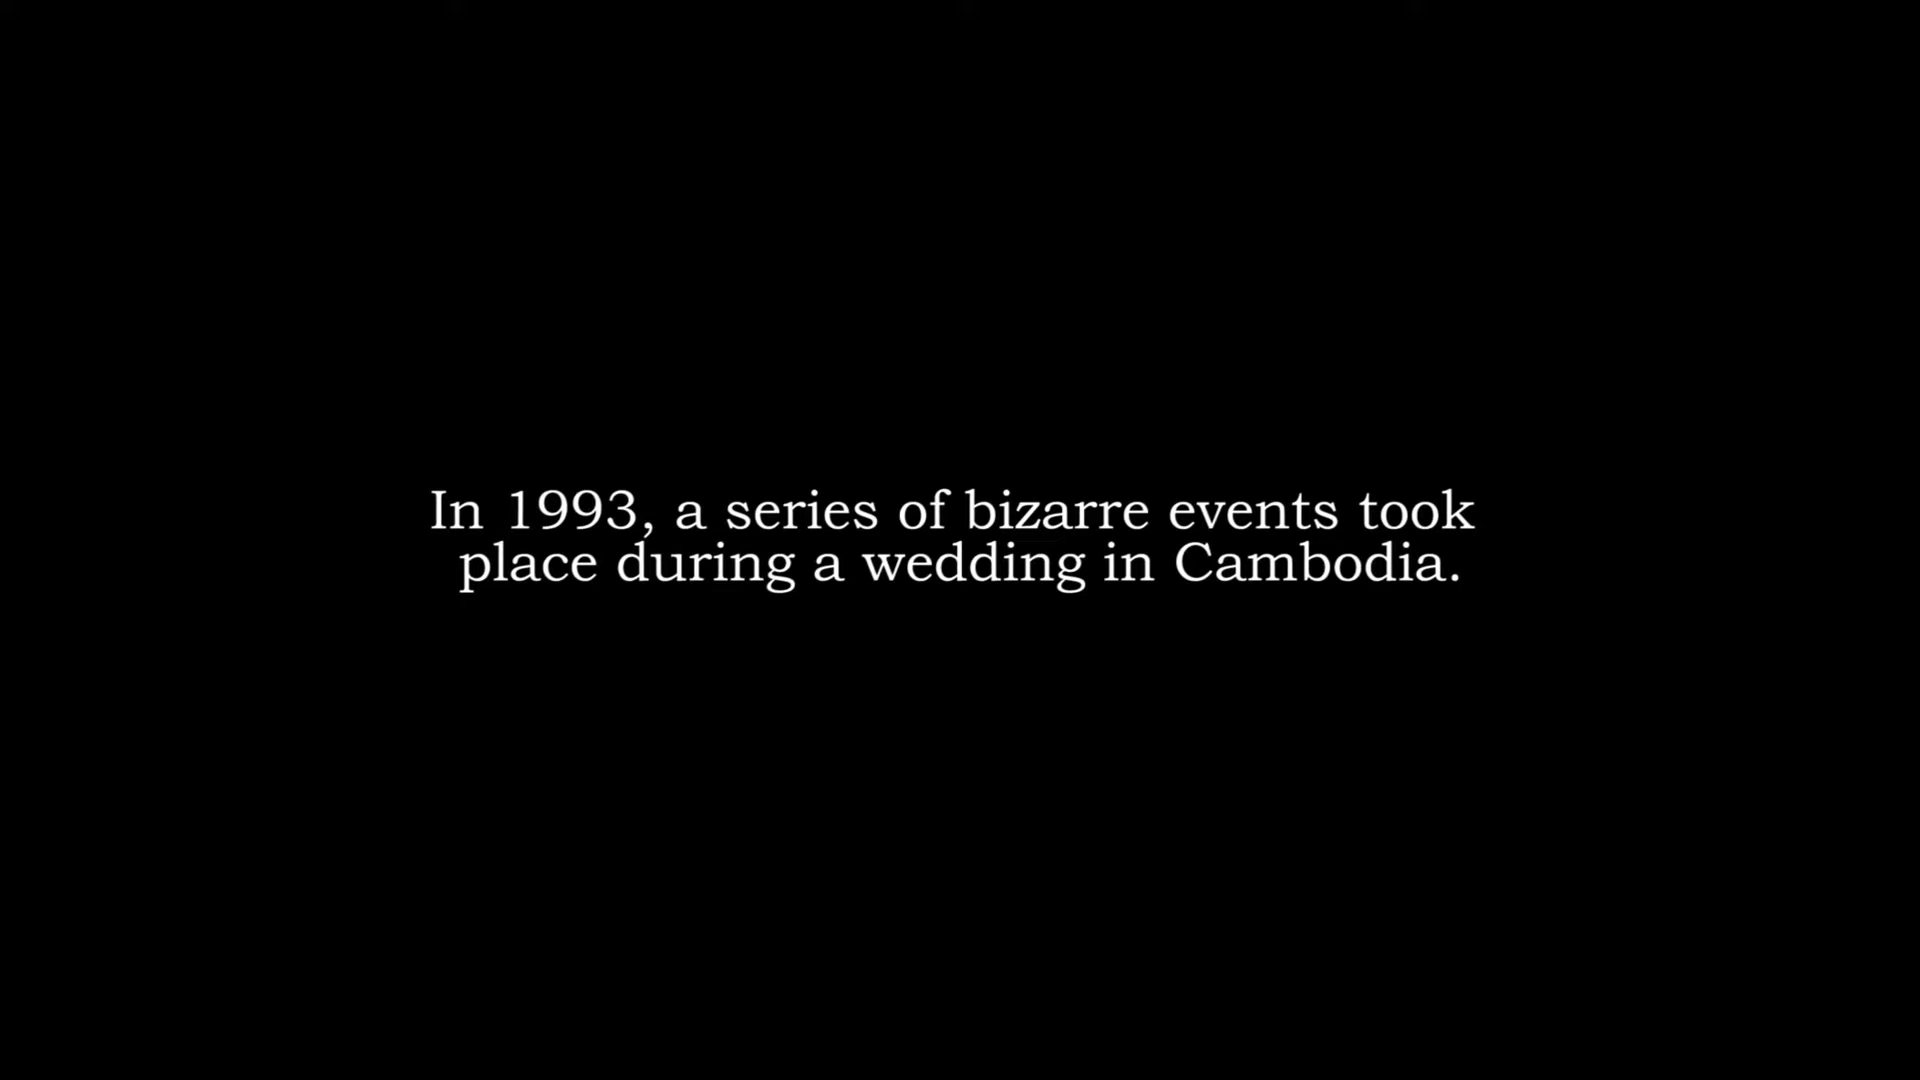 In 1993, a series of bizarre events took
place during a wedding in Cambodia.